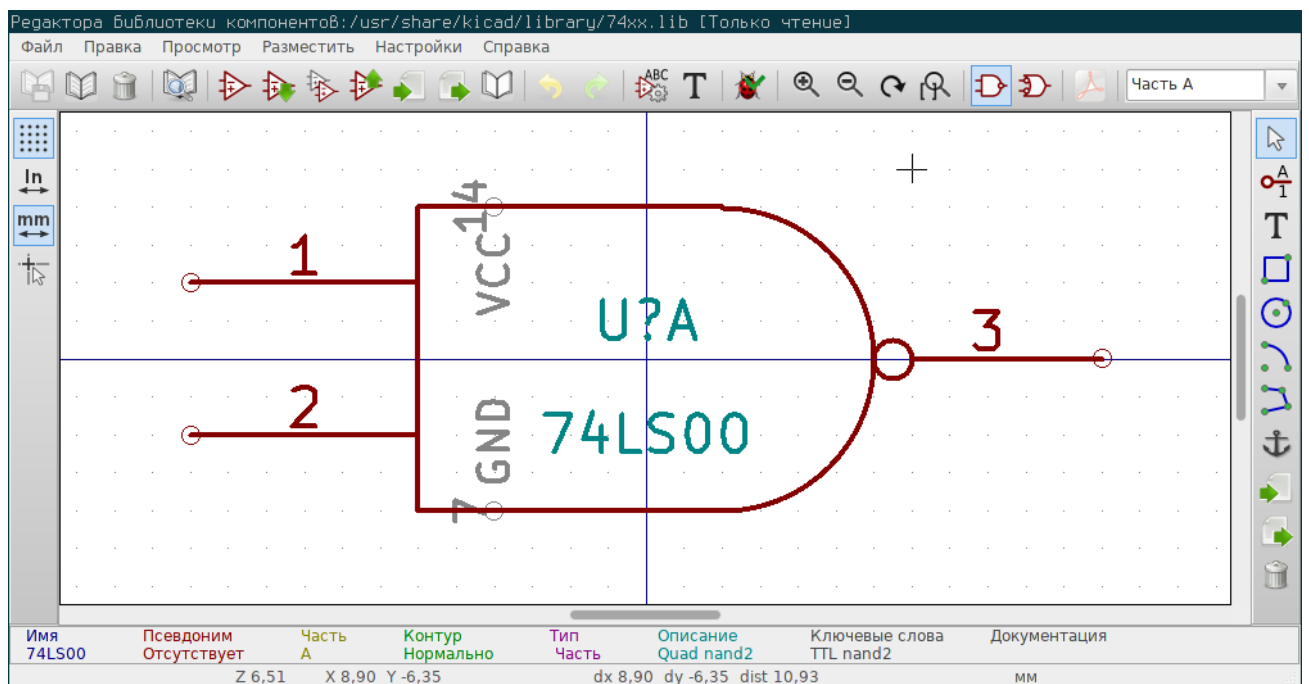 Редактора библиотеки компонентов:/usr/share/kicad/library/74xx.lib [Только чтение]
Файл Правка Просмотр Разместить Настройки Справка
ABC T Часть A
In
mm
A
1
T
14
VCC
1
2
U?A
3
74LS00
GND
7
Имя Псевдоним Часть Контур Тип Описание Ключевые слова Документация
74LS00 Отсутствует A Нормально Часть Quad nand2 TTL nand2
Z 6,51 X 8,90 Y -6,35 dx 8,90 dy -6,35 dist 10,93 мм